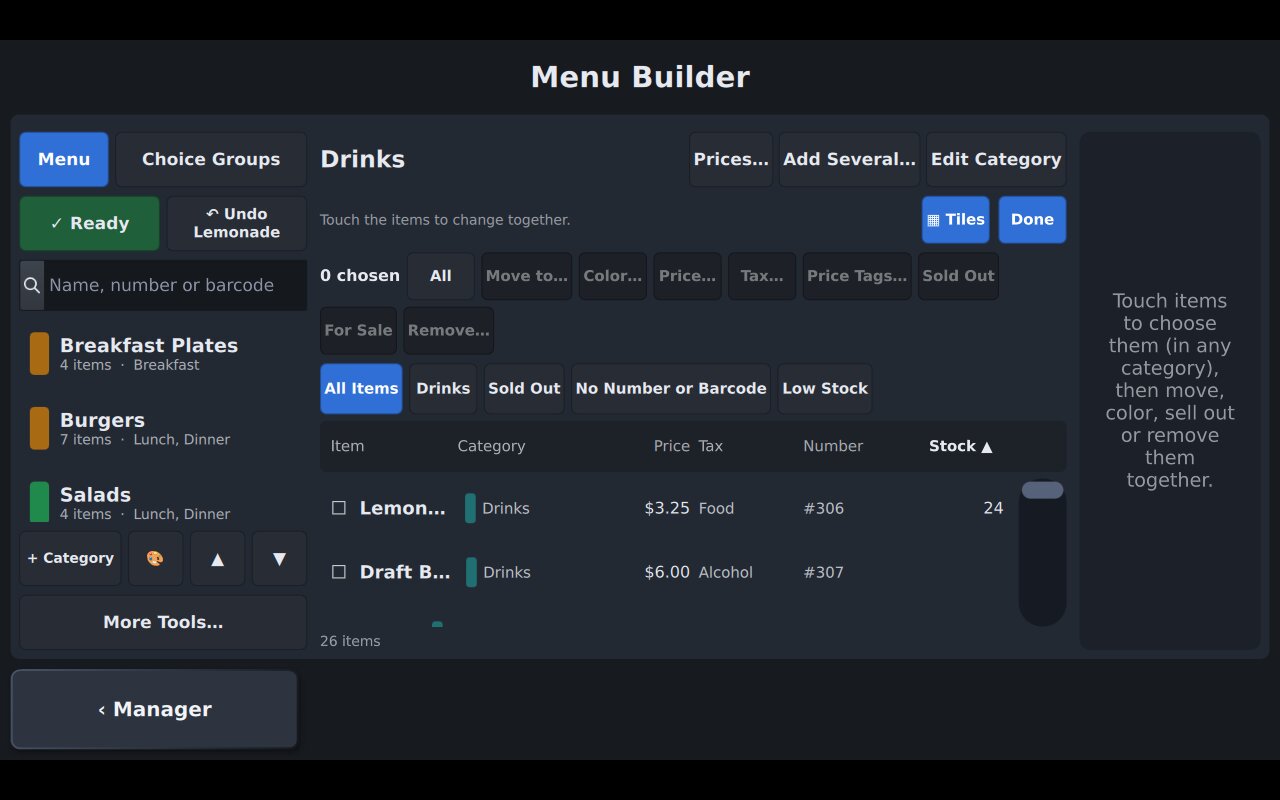 Menu Builder
Menu
Choice Groups
✓ Ready
↶ Undo
Lemonade
Name, number or barcode
Breakfast Plates
4 items · Breakfast
Burgers
7 items · Lunch, Dinner
Salads
4 items · Lunch, Dinner
+ Category
▲
▼
More Tools...
‹ Manager
Drinks
Prices...
Add Several...
Edit Category
Touch the items to change together.
▦ Tiles
Done
0 chosen
All
Move to...
Color...
Price...
Tax...
Price Tags...
Sold Out
For Sale
Remove...
All Items
Drinks
Sold Out
No Number or Barcode
Low Stock
Item Category Price Tax Number Stock ▲
☐ Lemon... Drinks $3.25 Food #306 24
☐ Draft B... Drinks $6.00 Alcohol #307
26 items
Touch items
to choose
them (in any
category),
then move,
color, sell out
or remove
them
together.